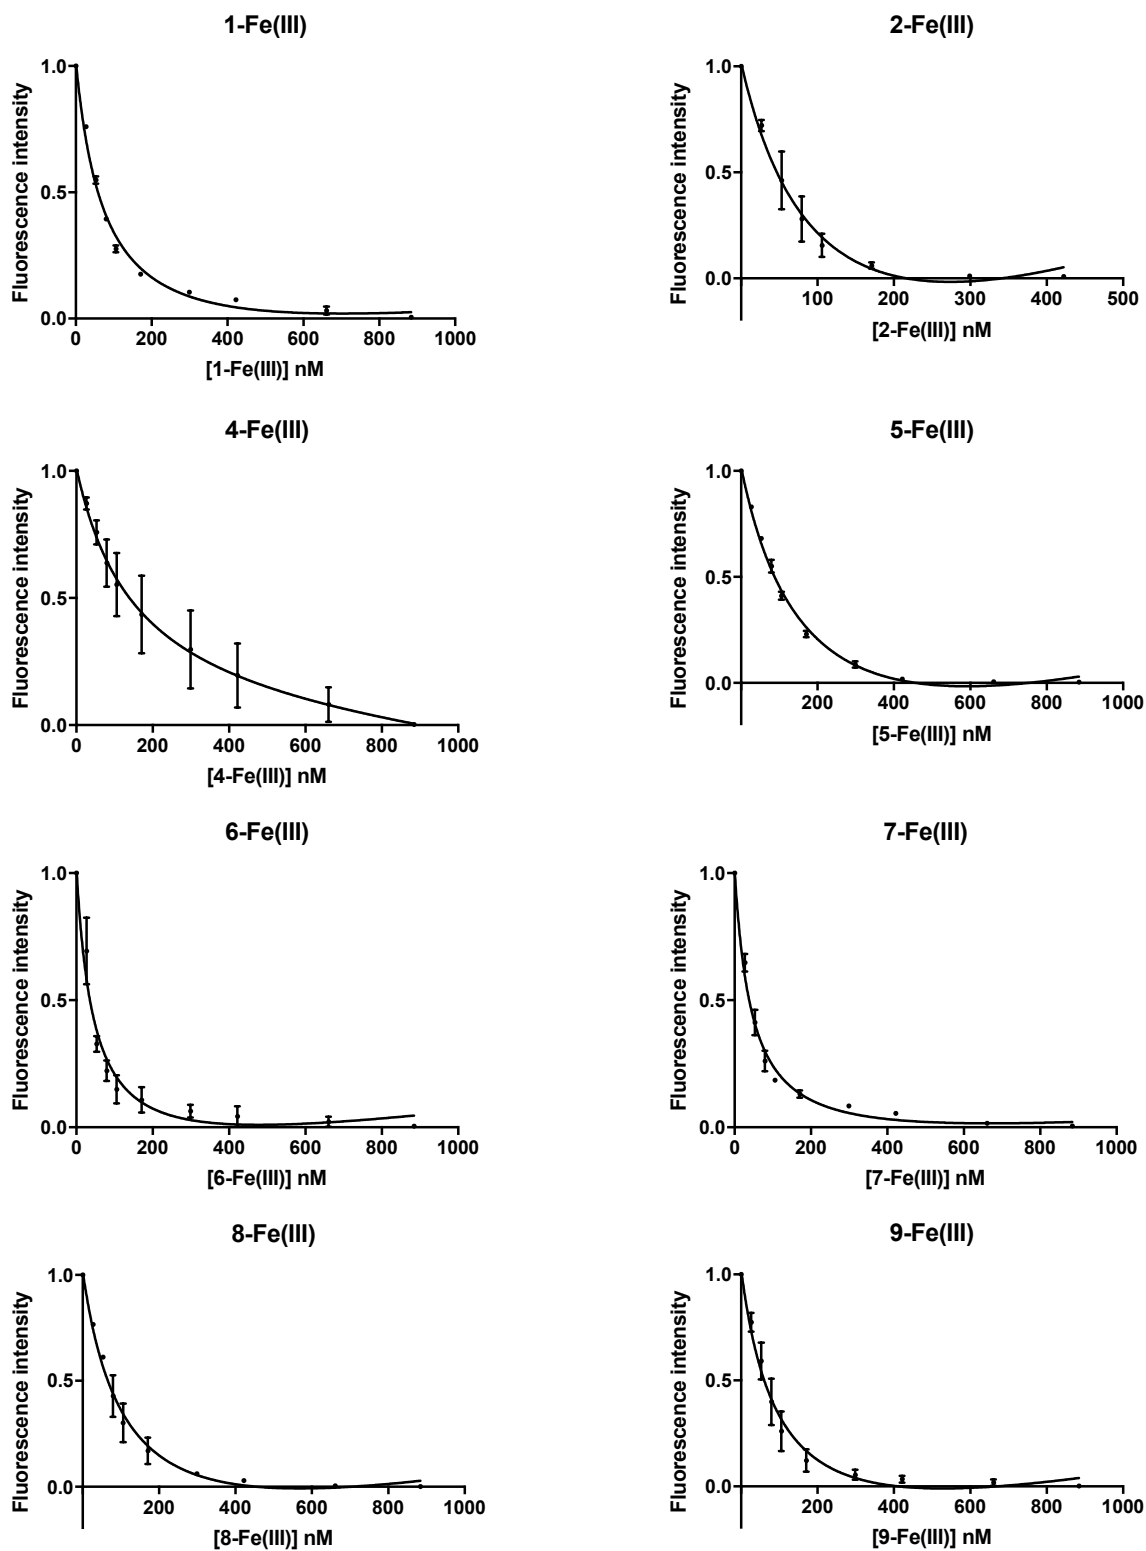 1-Fe(III)
Fluorescence intensity
1.0
0.5
0.0
0 200 400 600 800 1000
[1-Fe(III)] nM
2-Fe(III)
Fluorescence intensity
1.0
0.5
0.0
100 200 300 400 500
[2-Fe(III)] nM
4-Fe(III)
Fluorescence intensity
1.0
0.5
0.0
0 200 400 600 800 1000
[4-Fe(III)] nM
5-Fe(III)
Fluorescence intensity
1.0
0.5
0.0
200 400 600 800 1000
[5-Fe(III)] nM
6-Fe(III)
Fluorescence intensity
1.0
0.5
0.0
0 200 400 600 800 1000
[6-Fe(III)] nM
7-Fe(III)
Fluorescence intensity
1.0
0.5
0.0
0 200 400 600 800 1000
[7-Fe(III)] nM
8-Fe(III)
Fluorescence intensity
1.0
0.5
0.0
200 400 600 800 1000
[8-Fe(III)] nM
9-Fe(III)
Fluorescence intensity
1.0
0.5
0.0
200 400 600 800 1000
[9-Fe(III)] nM